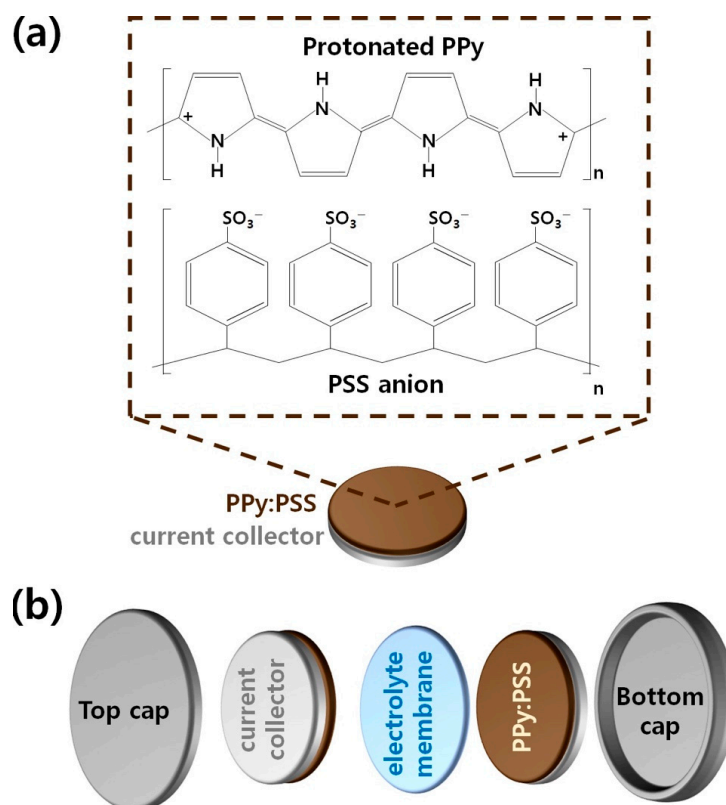 (a)
Protonated PPy
H
N
H
N
+
N
H
N
H
+
n
SO₃⁻ SO₃⁻ SO₃⁻ SO₃⁻
PSS anion
n
PPy:PSS
current collector
(b)
Top cap
current
collector
electrolyte
membrane
PPy:PSS
Bottom
cap